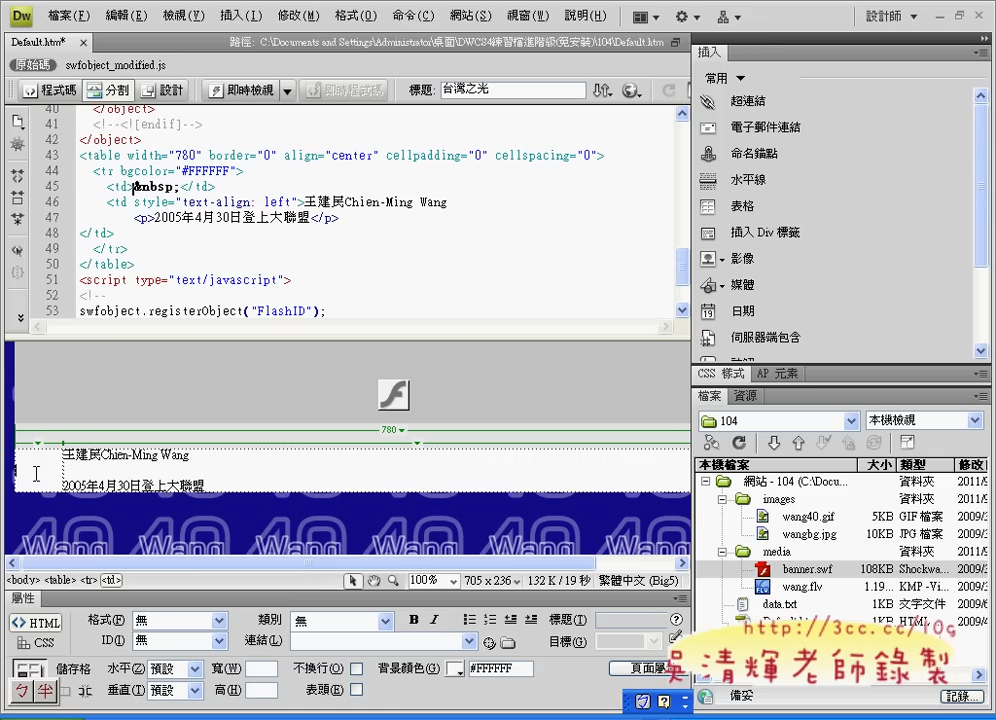 Dw 檔案(F) 編輯(E) 檢視(V) 插入(I) 修改(M) 格式(O) 命令(C) 網站(S) 視窗(W) 說明(H) 設計師
Default.htm* × 路徑: C:\Documents and Settings\Administrator\桌面\DWCS4練習檔進階級(免安裝)\104\Default.htm
原始碼 swfobject_modified.js
程式碼 分割 設計 即時檢視 即時程式碼 標題: 台灣之光
40 </object>
41 <!--<![endif]-->
42 </object>
43 <table width="780" border="0" align="center" cellpadding="0" cellspacing="0">
44 <tr bgcolor="#FFFFFF">
45 <td>&nbsp;</td>
46 <td style="text-align: left">王建民Chien-Ming Wang
47 <p>2005年4月30日登上大聯盟</p>
48 </td>
49 </tr>
50 </table>
51 <script type="text/javascript">
52 <!--
53 swfobject.registerObject("FlashID");
780
王建民Chien-Ming Wang
2005年4月30日登上大聯盟
40 40 40 40 40 40
Wang Wang Wang Wang Wang Wang
<body> <table> <tr> <td> 100% 705 x 236 132 K / 19 秒 繁體中文 (Big5)
屬性
<> HTML 格式(F) 無 類別 無 B I 標題(T)
CSS ID(I) 無 連結(L) 目標(G)
儲存格 水平(Z) 預設 寬(W) 不換行(O) 背景顏色(G) #FFFFFF 頁面屬
垂直(T) 預設 高(H) 表頭(E)
ㄅ 半
插入
常用
超連結
電子郵件連結
命名錨點
水平線
表格
插入 Div 標籤
影像
媒體
日期
19
伺服器端包含
CSS 樣式 AP 元素
檔案 資源
104 本機檢視
本機檔案 大小 類型 修改
網站 - 104 (C:\Docu... 資料夾 2011/
images 資料夾 2011/
wang40.gif 5KB GIF 檔案 2009/
wangbg.jpg 10KB JPG 檔案 2009/
media 資料夾 2011/
banner.swf 108KB Shockwa... 2009/
wang.flv 1.19... KMP -Vi... 2009/
data.txt 1KB 文字文件 2009/
http://3cc.cc/10g
吳清輝老師錄製
備妥 記錄...